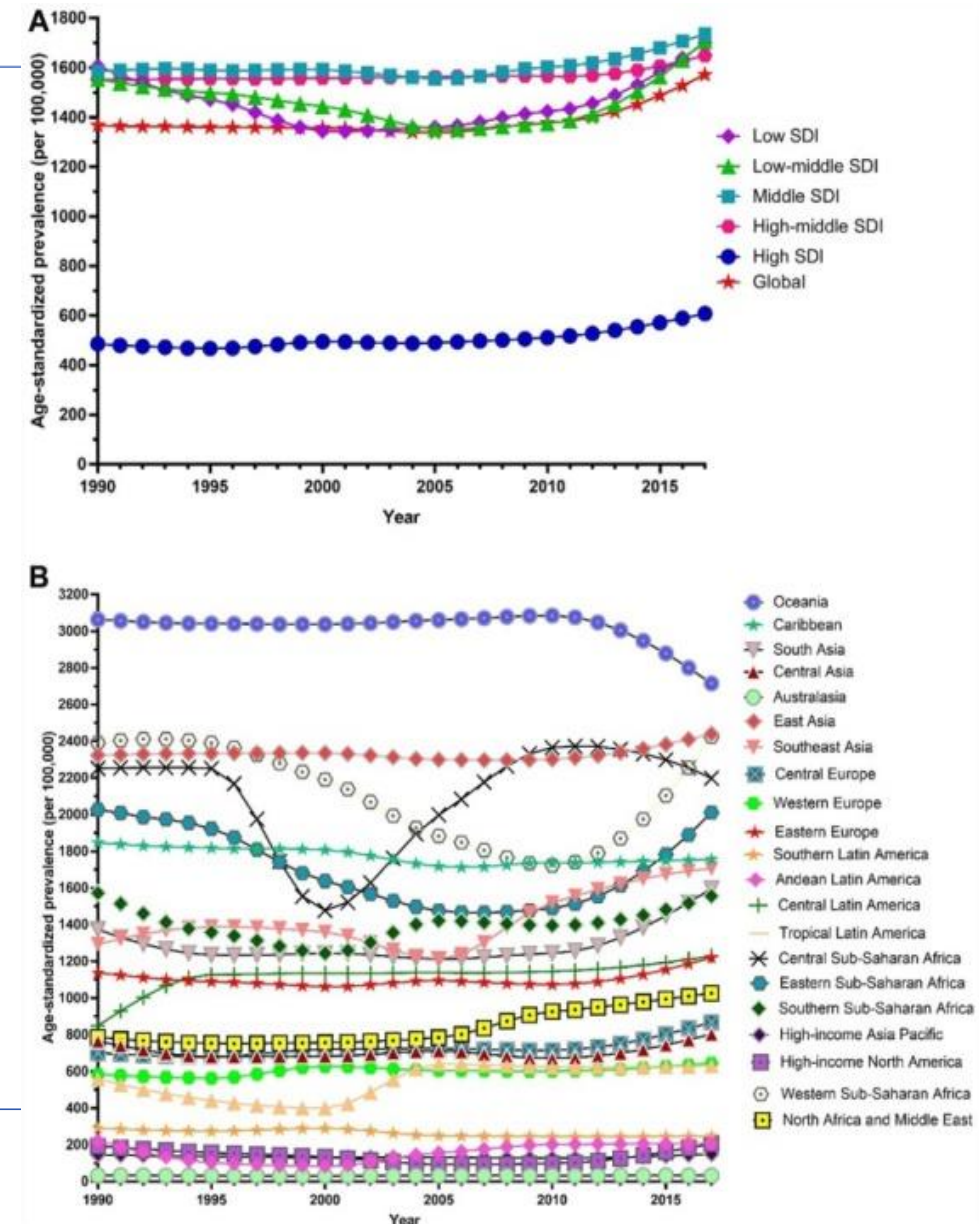 A
Age-standardized prevalence (per 100,000)
1800
1600
1400
1200
1000
800
600
400
200
0
1990
1995
2000
2005
2010
2015
Year
Low SDI
Low-middle SDI
Middle SDI
High-middle SDI
High SDI
Global
B
Age-standardized prevalence (per 100,000)
3200
3000
2800
2600
2400
2200
2000
1800
1600
1400
1200
1000
800
600
400
200
0
1990
1995
2000
2005
2010
2015
Year
Oceania
Caribbean
South Asia
Central Asia
Australasia
East Asia
Southeast Asia
Central Europe
Western Europe
Eastern Europe
Southern Latin America
Andean Latin America
Central Latin America
Tropical Latin America
Central Sub-Saharan Africa
Eastern Sub-Saharan Africa
Southern Sub-Saharan Africa
High-income Asia Pacific
High-income North America
Western Sub-Saharan Africa
North Africa and Middle East